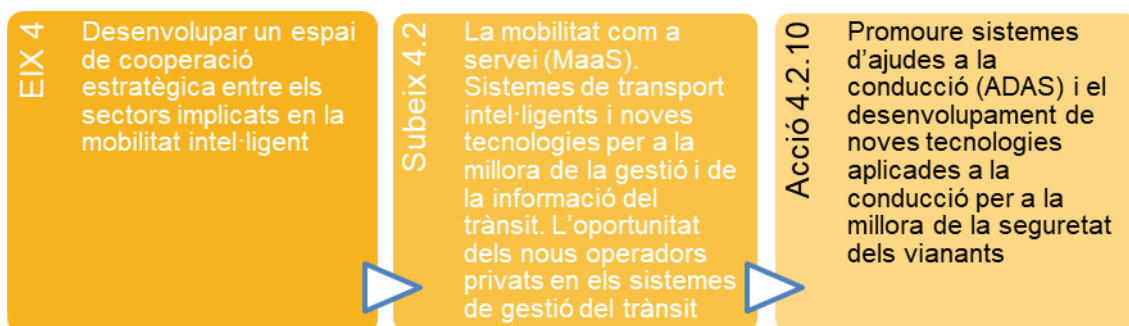 EIX 4
Desenvolupar un espai
de cooperació
estratègica entre els
sectors implicats en la
mobilitat intel·ligent
Subeix 4.2
La mobilitat com a
servei (MaaS).
Sistemes de transport
intel·ligents i noves
tecnologies per a la
millora de la gestió i de
la informació del
trànsit. L’oportunitat
dels nous operadors
privats en els sistemes
de gestió del trànsit
Acció 4.2.10
Promoure sistemes
d’ajudes a la
conducció (ADAS) i el
desenvolupament de
noves tecnologies
aplicades a la
conducció per a la
millora de la seguretat
dels vianants